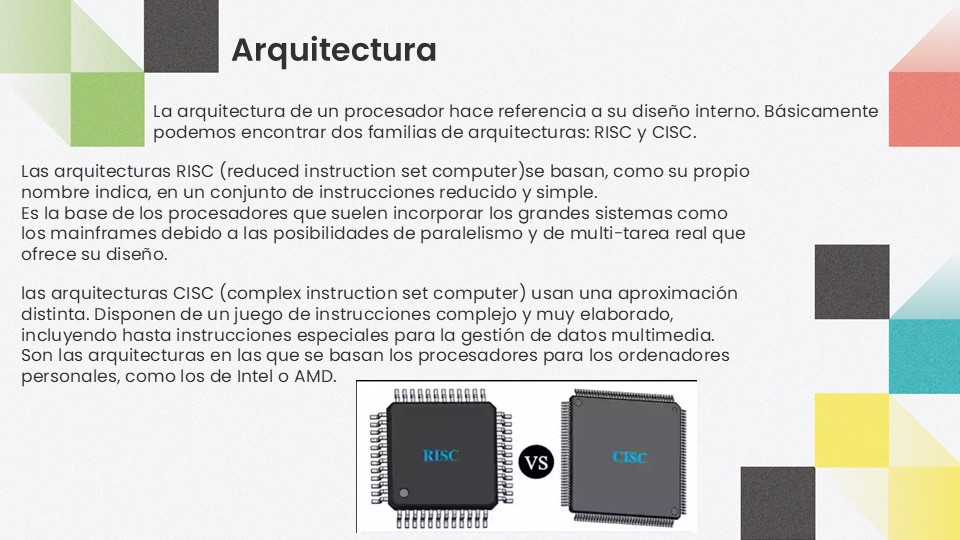 Arquitectura
La arquitectura de un procesador hace referencia a su diseño interno. Básicamente
podemos encontrar dos familias de arquitecturas: RISC y CISC.
Las arquitecturas RISC (reduced instruction set computer)se basan, como su propio
nombre indica, en un conjunto de instrucciones reducido y simple.
Es la base de los procesadores que suelen incorporar los grandes sistemas como
los mainframes debido a las posibilidades de paralelismo y de multi-tarea real que
ofrece su diseño.
las arquitecturas CISC (complex instruction set computer) usan una aproximación
distinta. Disponen de un juego de instrucciones complejo y muy elaborado,
incluyendo hasta instrucciones especiales para la gestión de datos multimedia.
Son las arquitecturas en las que se basan los procesadores para los ordenadores
personales, como los de Intel o AMD.
RISC
VS
CISC